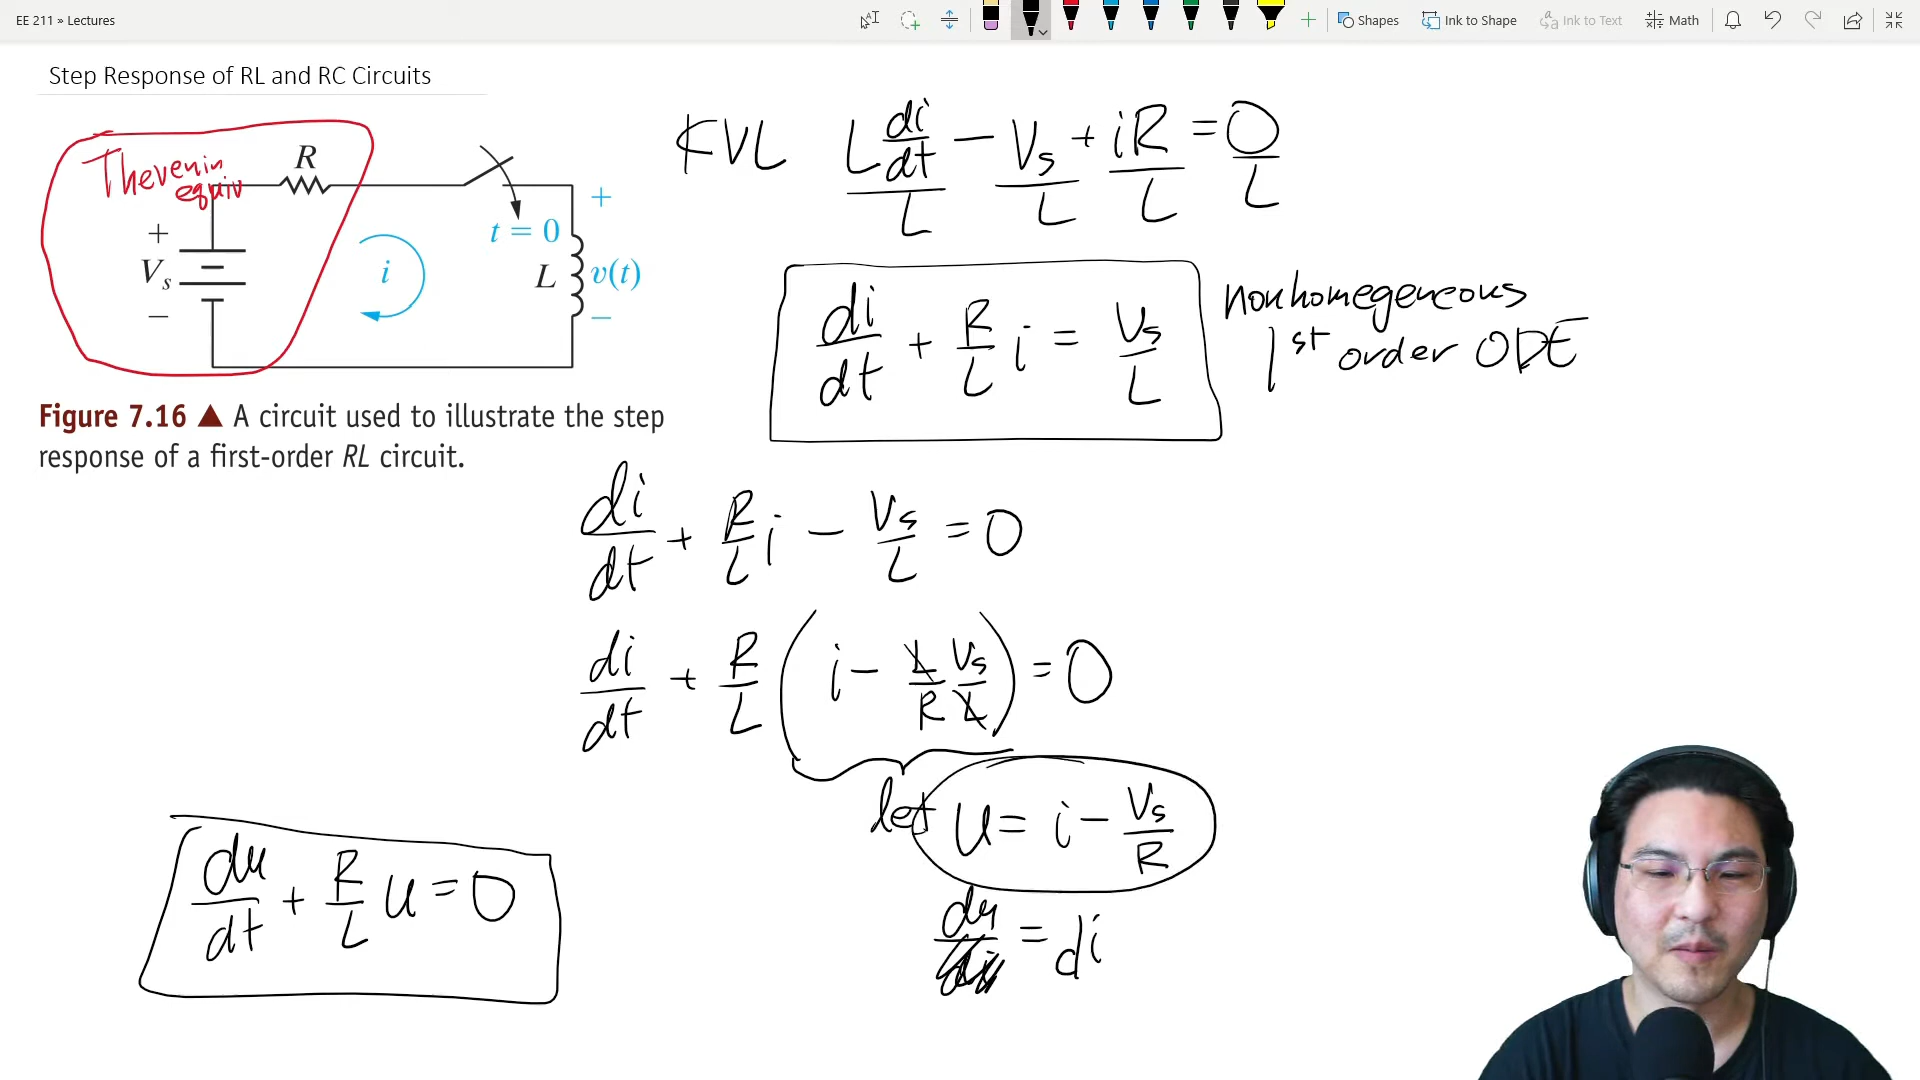 EE 211 » Lectures
Shapes
Ink to Shape
Ink to Text
Math
Step Response of RL and RC Circuits
Thevenin
equiv
R
+
Vs
−
i
t = 0
L
+
v(t)
−
Figure 7.16 ▲ A circuit used to illustrate the step
response of a first-order RL circuit.
KVL L di/dt / L − Vs / L + iR / L = 0 / L
di/dt + R/L i = Vs/L
nonhomegeneous
1st order ODE
di/dt + R/L i − Vs/L = 0
di/dt + R/L (i − L/R Vs/L) = 0
let u = i − Vs/R
du = di
du/dt + R/L u = 0